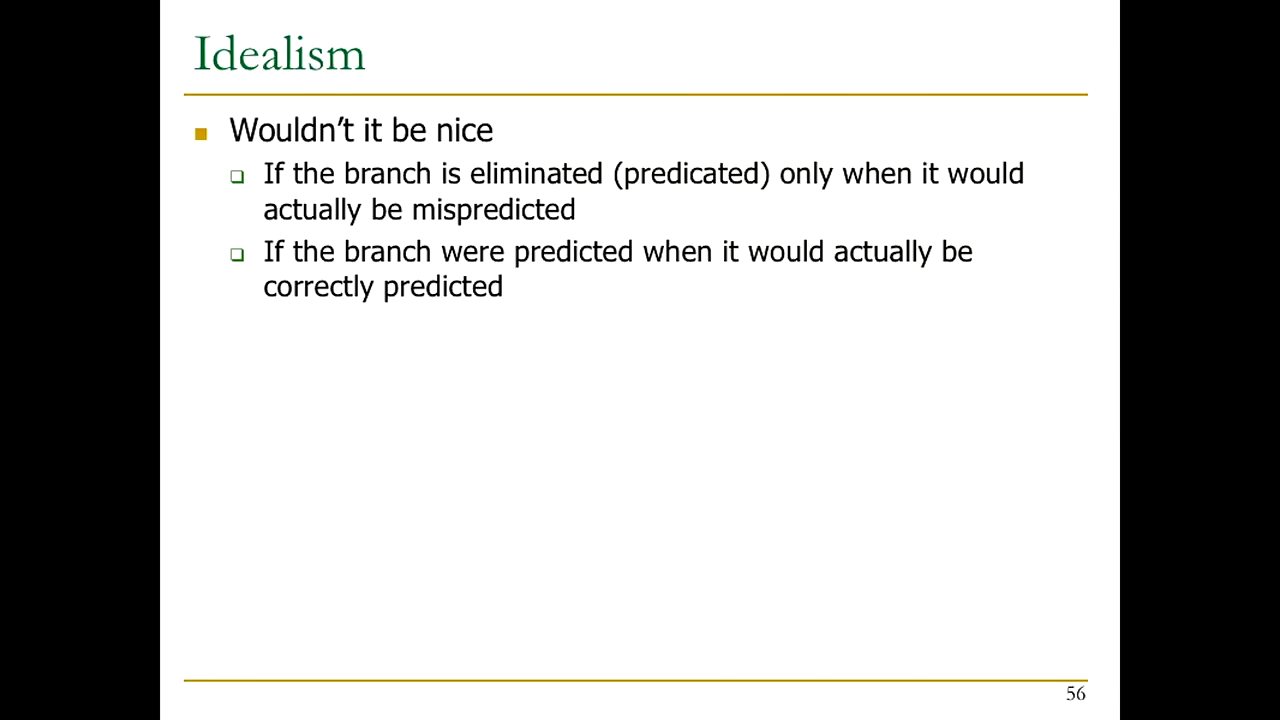 Idealism
Wouldn't it be nice
If the branch is eliminated (predicated) only when it would
actually be mispredicted
If the branch were predicted when it would actually be
correctly predicted
56